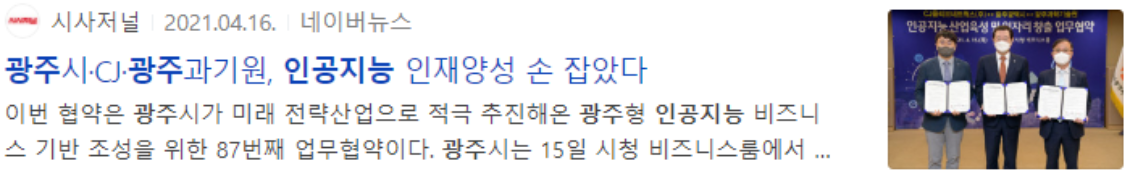 시사저널 2021.04.16. 네이버뉴스
광주시·CJ·광주과기원, 인공지능 인재양성 손 잡았다
이번 협약은 광주시가 미래 전략산업으로 적극 추진해온 광주형 인공지능 비즈니
스 기반 조성을 위한 87번째 업무협약이다. 광주시는 15일 시청 비즈니스룸에서 ...
인공지능 산업육성 및 일자리 창출 업무협약